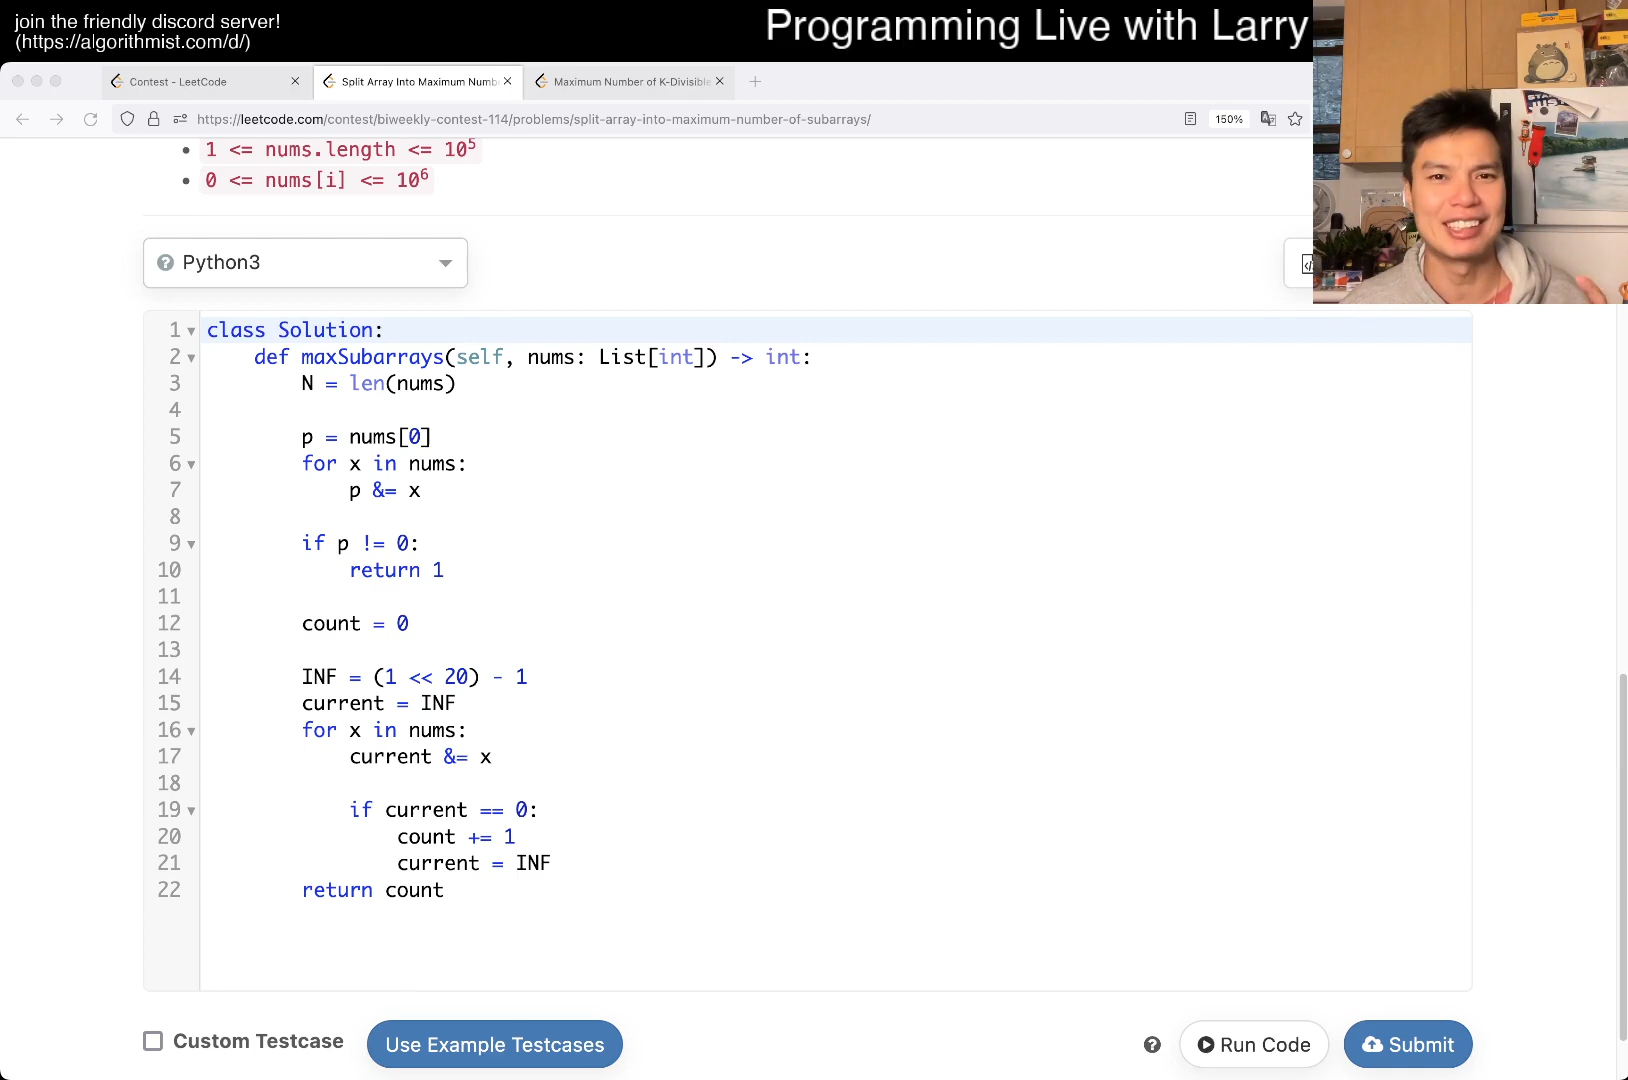 join the friendly discord server!
(https://algorithmist.com/d/)
Programming Live with Larry
Contest - LeetCode
Split Array Into Maximum Numb
Maximum Number of K-Divisible
https://leetcode.com/contest/biweekly-contest-114/problems/split-array-into-maximum-number-of-subarrays/
150%
1 <= nums.length <= 10⁵
0 <= nums[i] <= 10⁶
Python3
1 class Solution:
2     def maxSubarrays(self, nums: List[int]) -> int:
3         N = len(nums)
4
5         p = nums[0]
6         for x in nums:
7             p &= x
8
9         if p != 0:
10             return 1
11
12         count = 0
13
14         INF = (1 << 20) - 1
15         current = INF
16         for x in nums:
17             current &= x
18
19             if current == 0:
20                 count += 1
21                 current = INF
22         return count
Custom Testcase
Use Example Testcases
Run Code
Submit